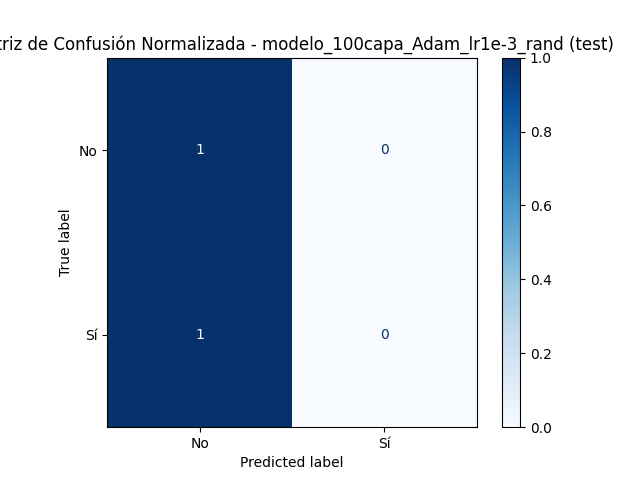 triz de Confusión Normalizada - modelo_100capa_Adam_lr1e-3_rand (test)
1.0
No
1
0
0.8
0.6
True label
0.4
Sí
1
0
0.2
0.0
No
Sí
Predicted label